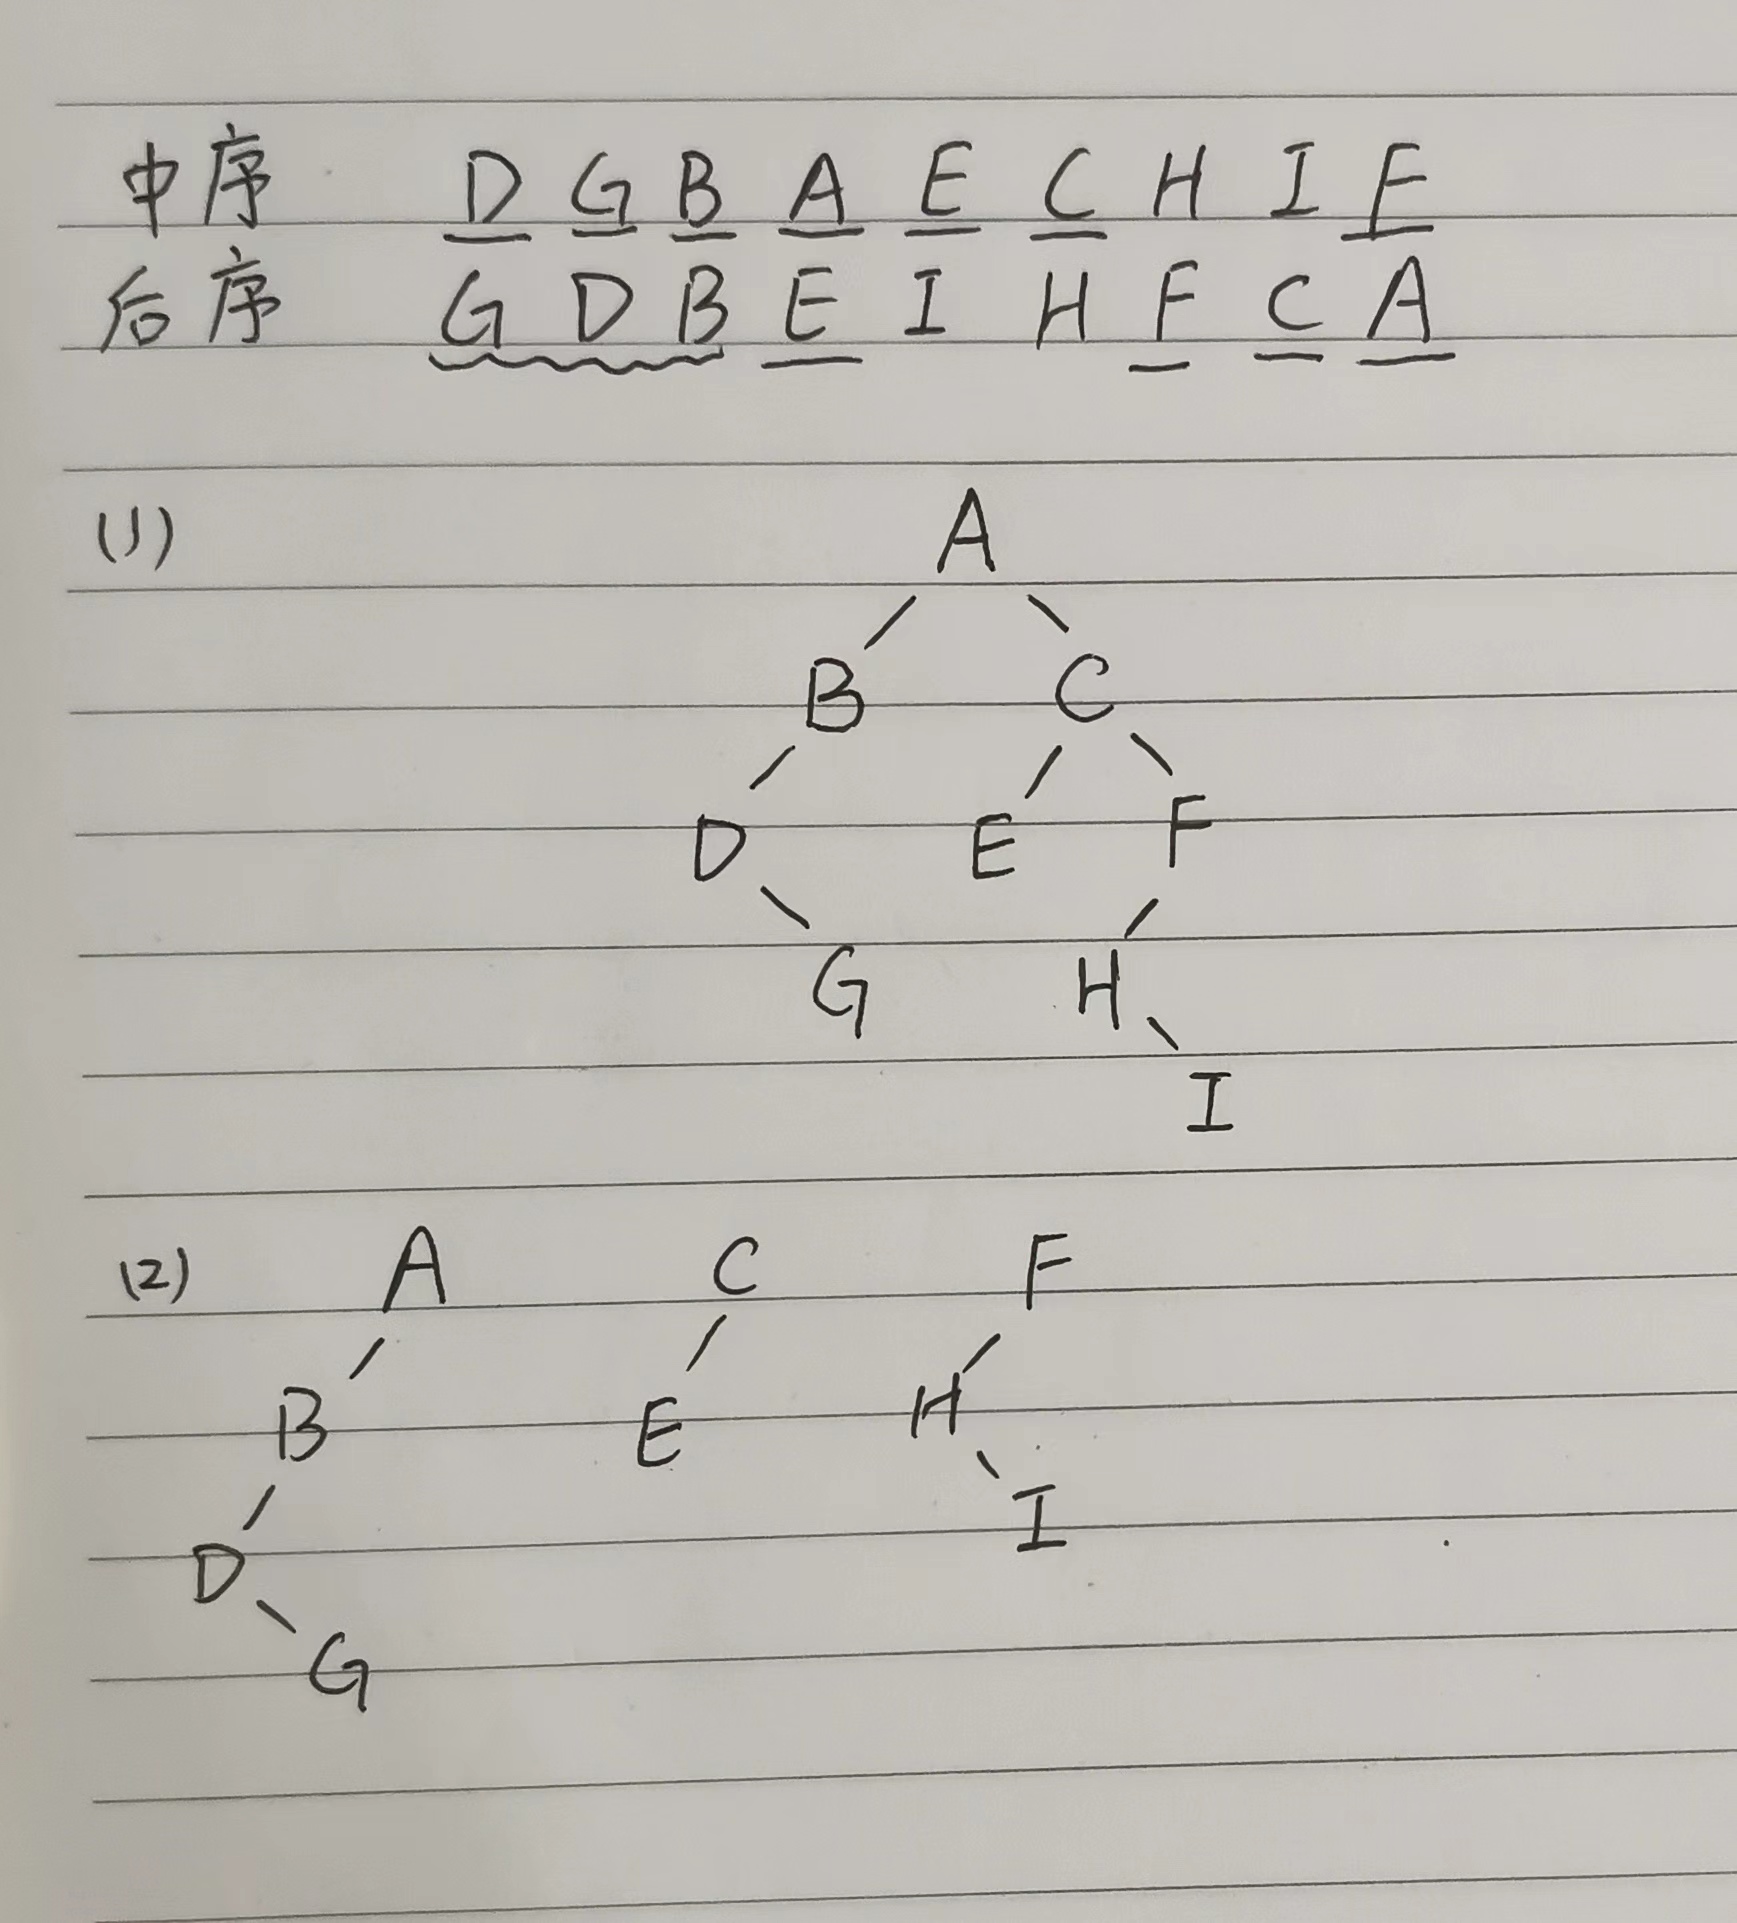 中序 D G B A E C H I F
后序 G D B E I H F C A
(1)
A
B C
D E F
G H
I
(2) A C F
B E H
D I
G